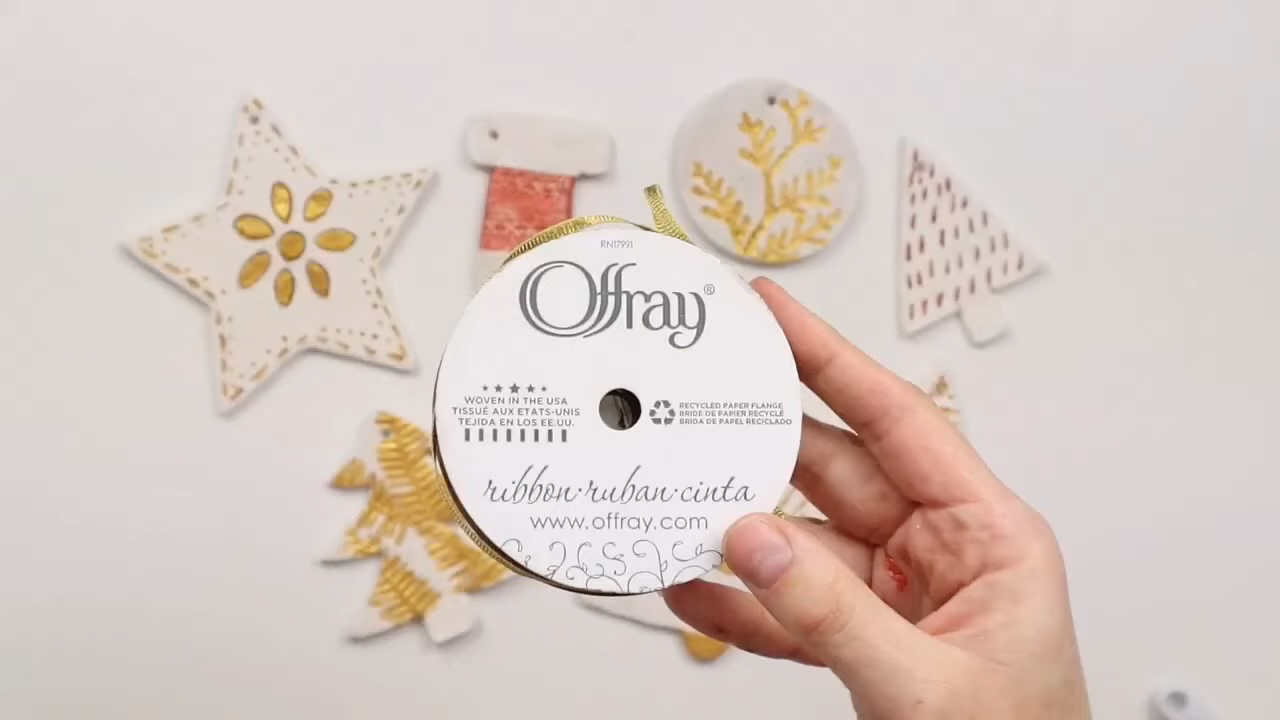 RN17991
Offray®
WOVEN IN THE USA
TISSUÉ AUX ETATS-UNIS
TEJIDA EN LOS EE.UU.
RECYCLED PAPER FLANGE
BRIDE DE PAPIER RECYCLÉ
BRIDA DE PAPEL RECICLADO
ribbon·ruban·cinta
www.offray.com